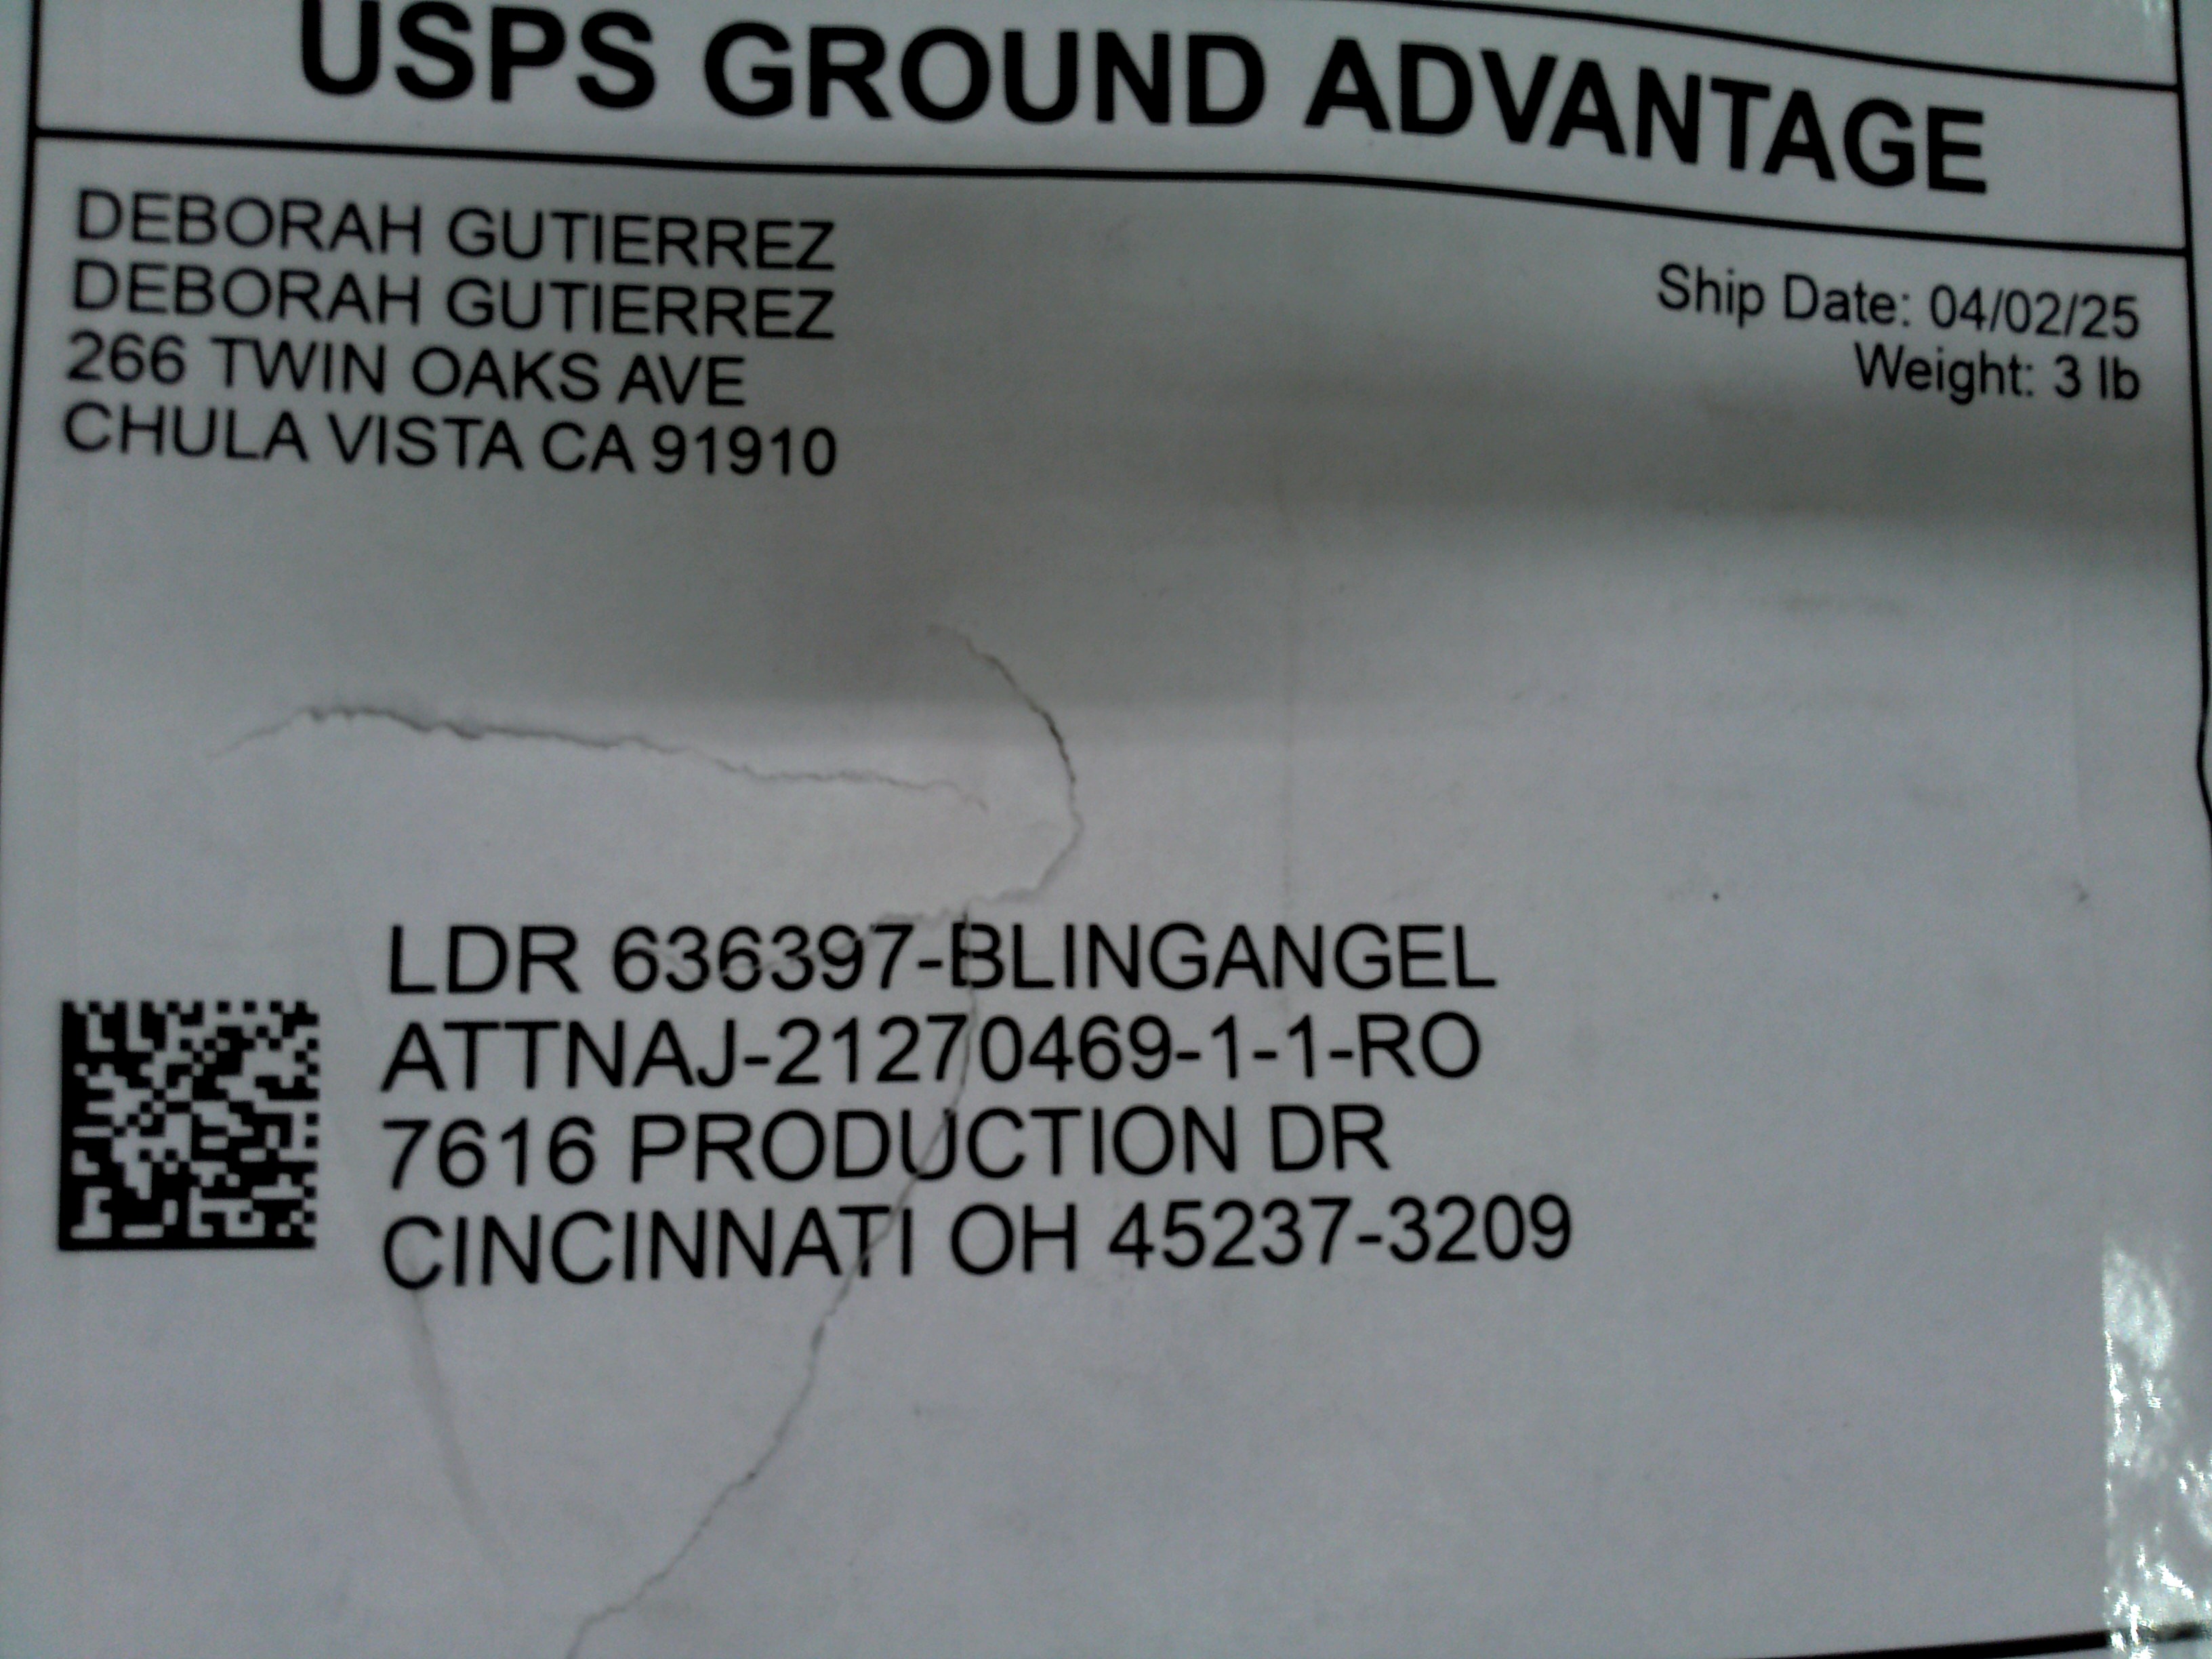 USPS GROUND ADVANTAGE
DEBORAH GUTIERREZ
DEBORAH GUTIERREZ
266 TWIN OAKS AVE
CHULA VISTA CA 91910
Ship Date: 04/02/25
Weight: 3 lb
LDR 636397-BLINGANGEL
ATTNAJ-21270469-1-1-RO
7616 PRODUCTION DR
CINCINNATI OH 45237-3209